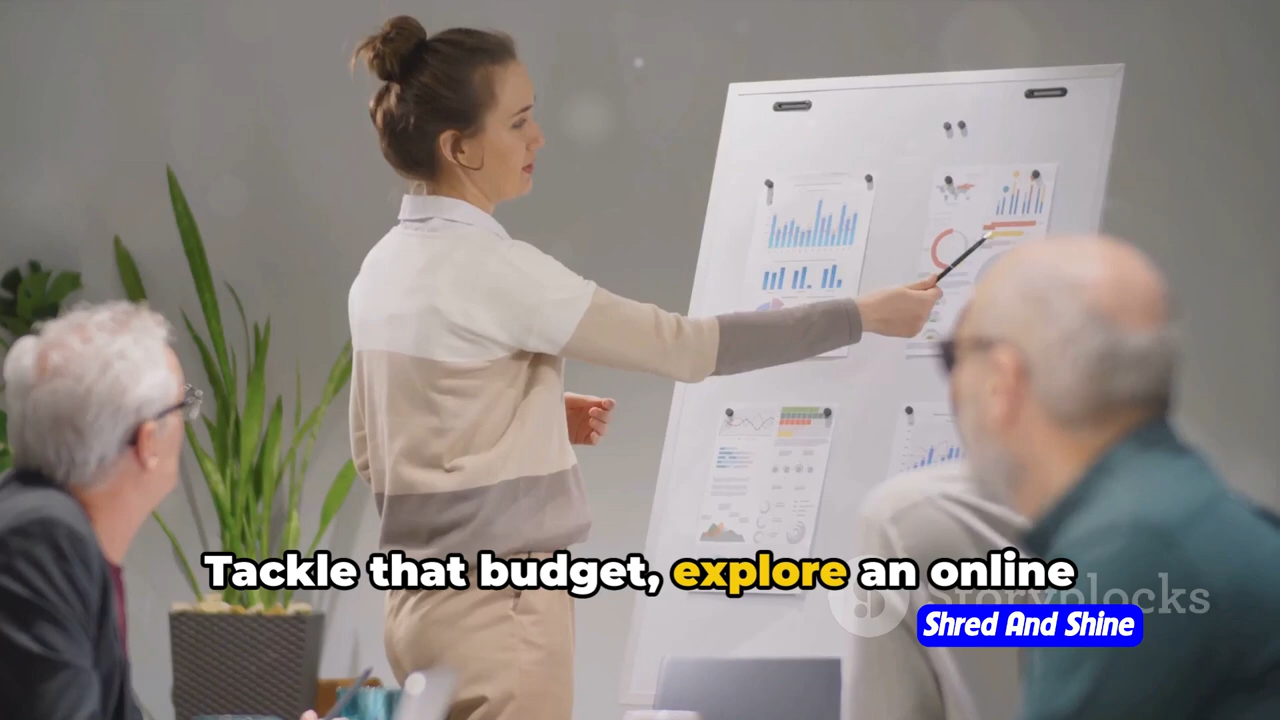 Tackle that budget, explore an online
Storyblocks
Shred And Shine